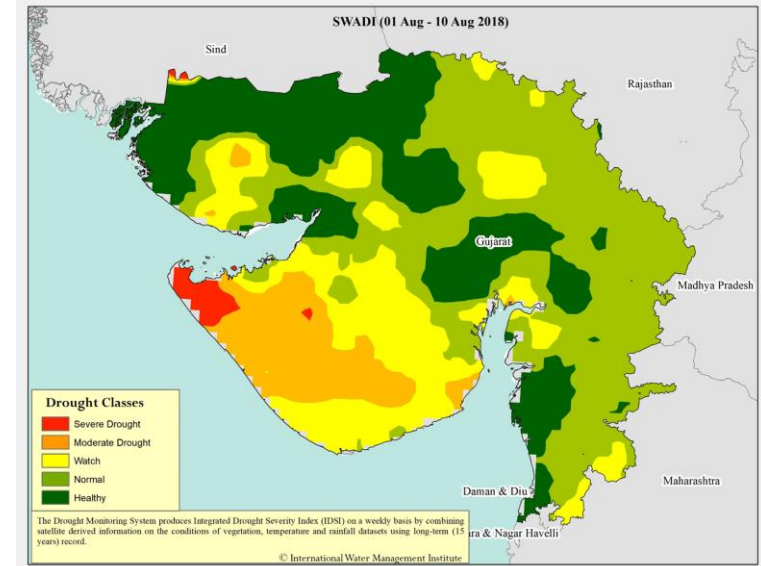 SWADI (01 Aug - 10 Aug 2018)
Sind
Rajasthan
Gujarat
Madhya Pradesh
Drought Classes
Severe Drought
Moderate Drought
Watch
Normal
Healthy
Maharashtra
Daman & Diu
ra & Nagar Havelli
The Drought Monitoring System produces Integrated Drought Severity Index (IDSI) on a weekly basis by combining
satellite derived information on the conditions of vegetation, temperature and rainfall datasets using long-term (15
years) record.
© International Water Management Institute